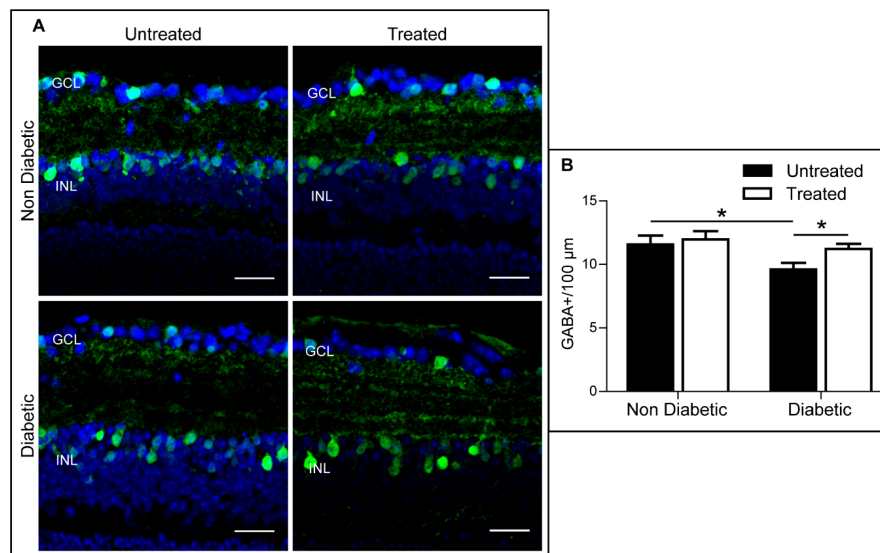 A
Untreated
Treated
Non Diabetic
GCL
INL
GCL
INL
Diabetic
GCL
INL
GCL
INL
B
Untreated
Treated
GABA+/100 µm
15
10
5
0
*
*
Non Diabetic
Diabetic